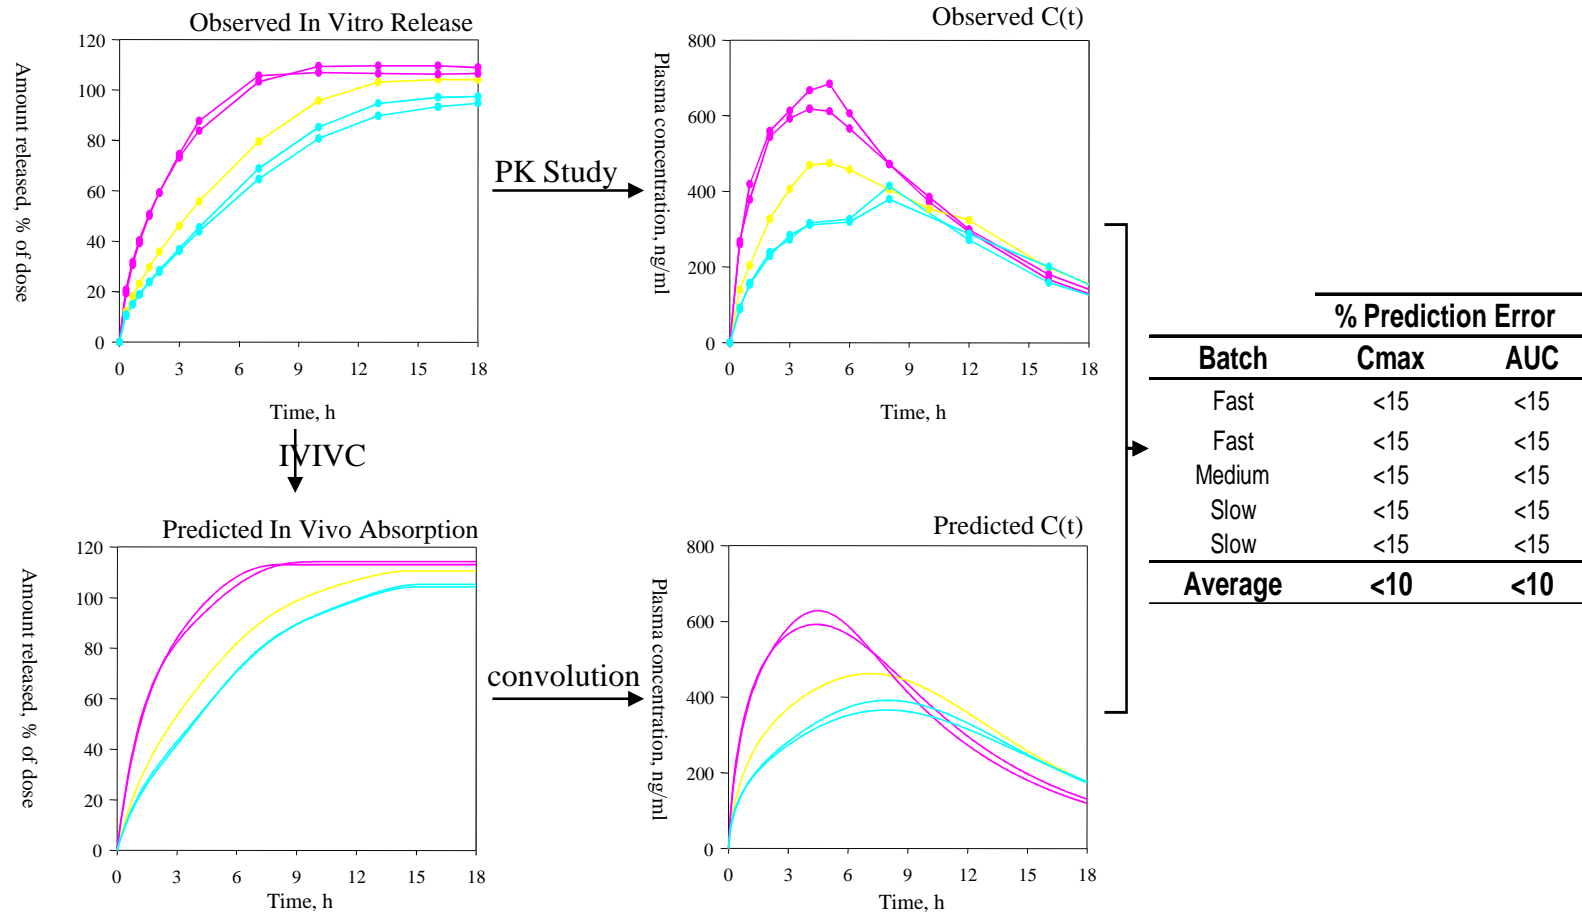 Observed In Vitro Release
120
100
80
60
40
20
0
0 3 6 9 12 15 18
Amount released, % of dose
Time, h
PK Study
Observed C(t)
800
600
400
200
0
0 3 6 9 12 15 18
Plasma concentration, ng/ml
Time, h
IVIVC
Predicted In Vivo Absorption
120
100
80
60
40
20
0
0 3 6 9 12 15 18
Amount released, % of dose
Time, h
convolution
Predicted C(t)
800
600
400
200
0
0 3 6 9 12 15 18
Plasma concentration, ng/ml
Time, h
% Prediction Error
Batch Cmax AUC
Fast <15 <15
Fast <15 <15
Medium <15 <15
Slow <15 <15
Slow <15 <15
Average <10 <10